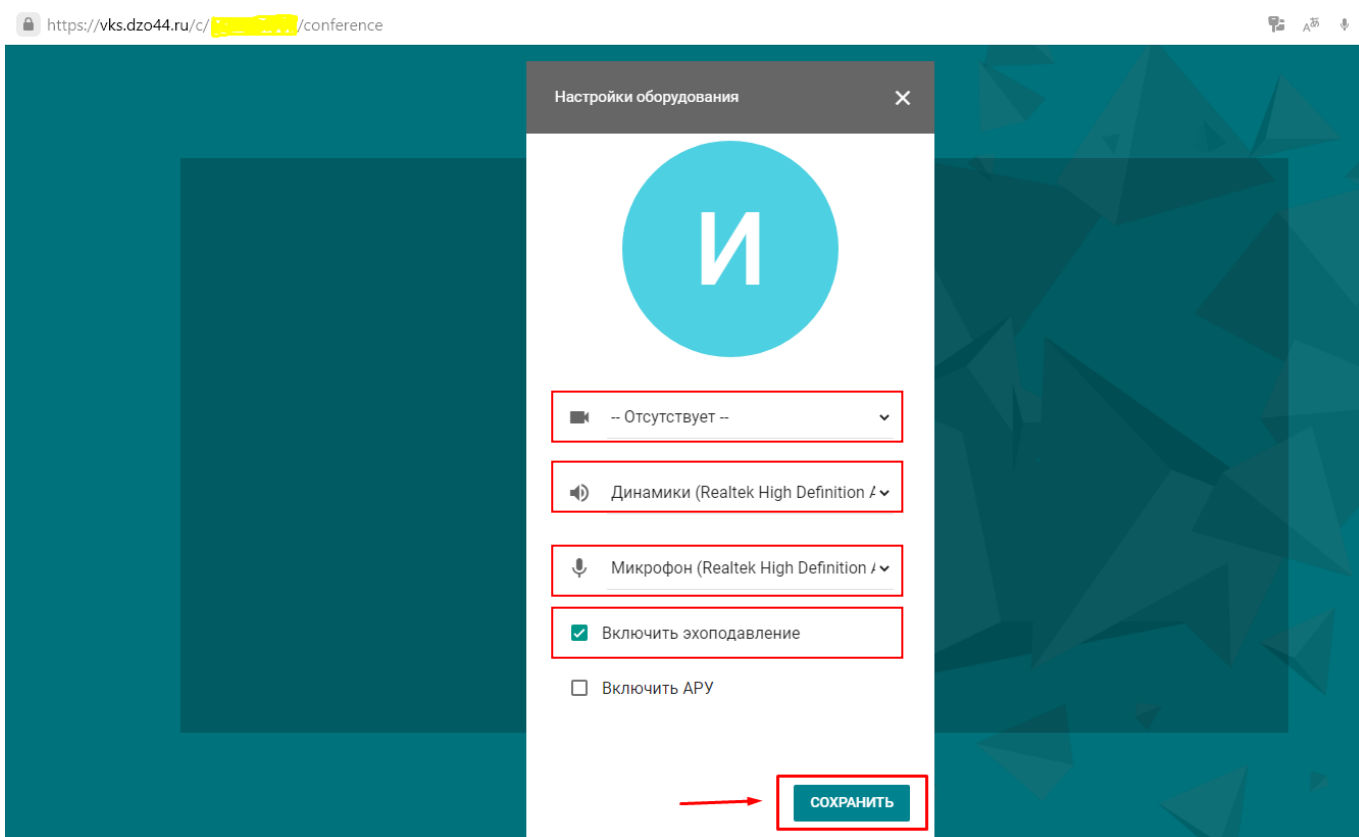 https://vks.dzo44.ru/c/ /conference
Настройки оборудования
И
-- Отсутствует --
Динамики (Realtek High Definition A
Микрофон (Realtek High Definition
Включить эхоподавление
Включить АРУ
СОХРАНИТЬ